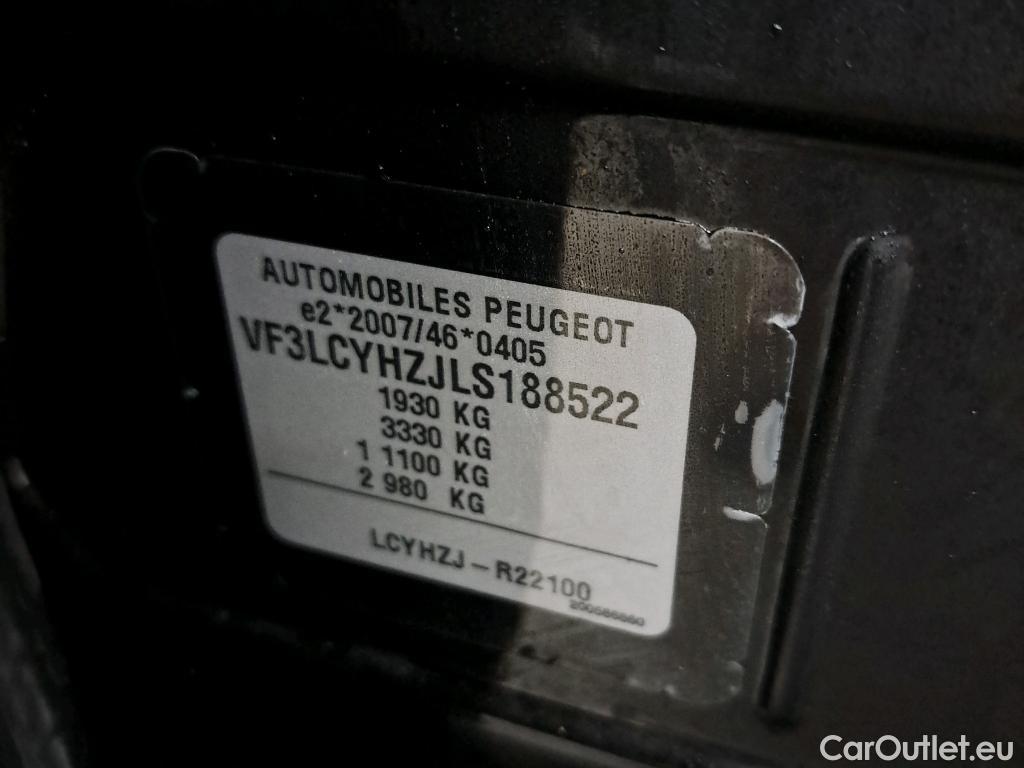 AUTOMOBILES PEUGEOT
e2*2007/46*0405
VF3LCYHZJLS188522
1930 KG
3330 KG
1 1100 KG
2 980 KG
LCYHZJ – R22100
CarOutlet.eu